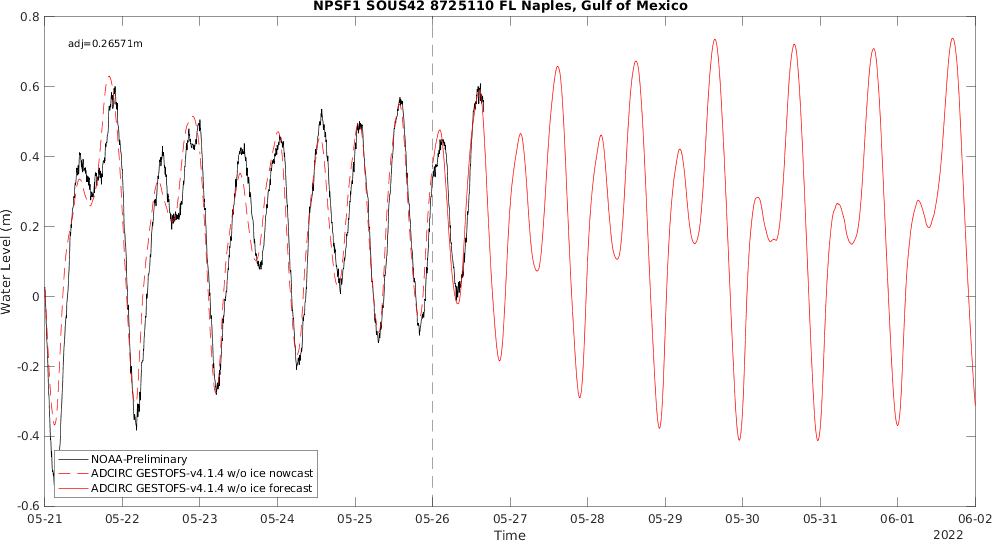 NPSF1 SOUS42 8725110 FL Naples, Gulf of Mexico
adj=0.26571m
Water Level (m)
0.8
0.6
0.4
0.2
0
-0.2
-0.4
-0.6
NOAA-Preliminary
ADCIRC GESTOFS-v4.1.4 w/o ice nowcast
ADCIRC GESTOFS-v4.1.4 w/o ice forecast
05-21 05-22 05-23 05-24 05-25 05-26 05-27 05-28 05-29 05-30 05-31 06-01 06-02
Time
2022